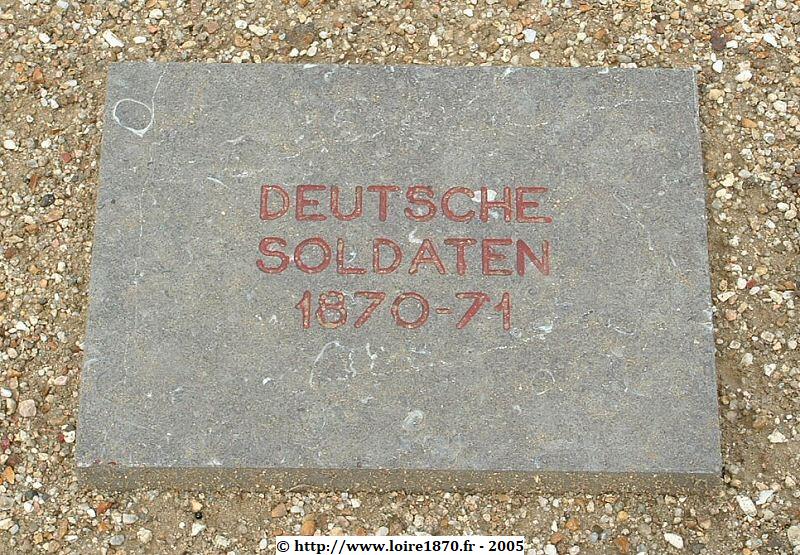 DEUTSCHE
SOLDATEN
1870-71
© http://www.loire1870.fr - 2005